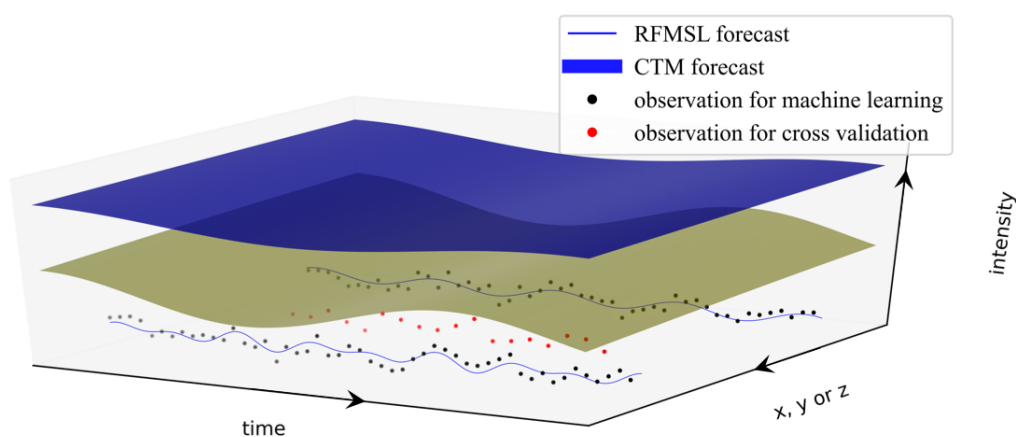 RFMSL forecast
CTM forecast
observation for machine learning
observation for cross validation
intensity
x, y or z
time